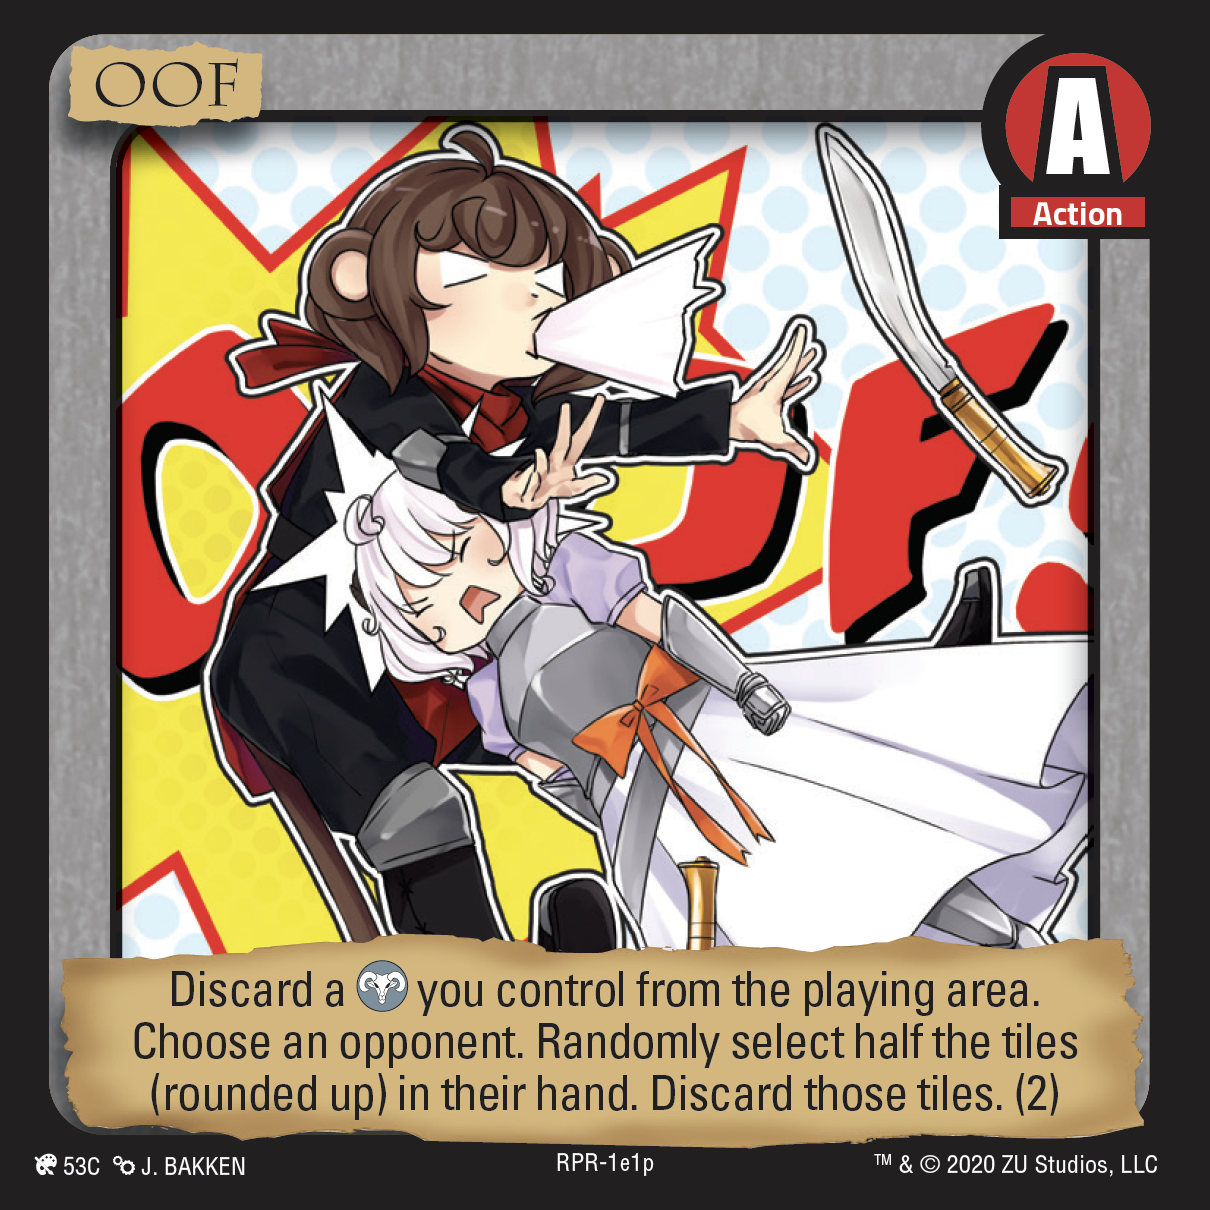 OOF
A
Action
OOF!
Discard a you control from the playing area.
Choose an opponent. Randomly select half the tiles
(rounded up) in their hand. Discard those tiles. (2)
53C J. BAKKEN
RPR-1e1p
™ & © 2020 ZU Studios, LLC